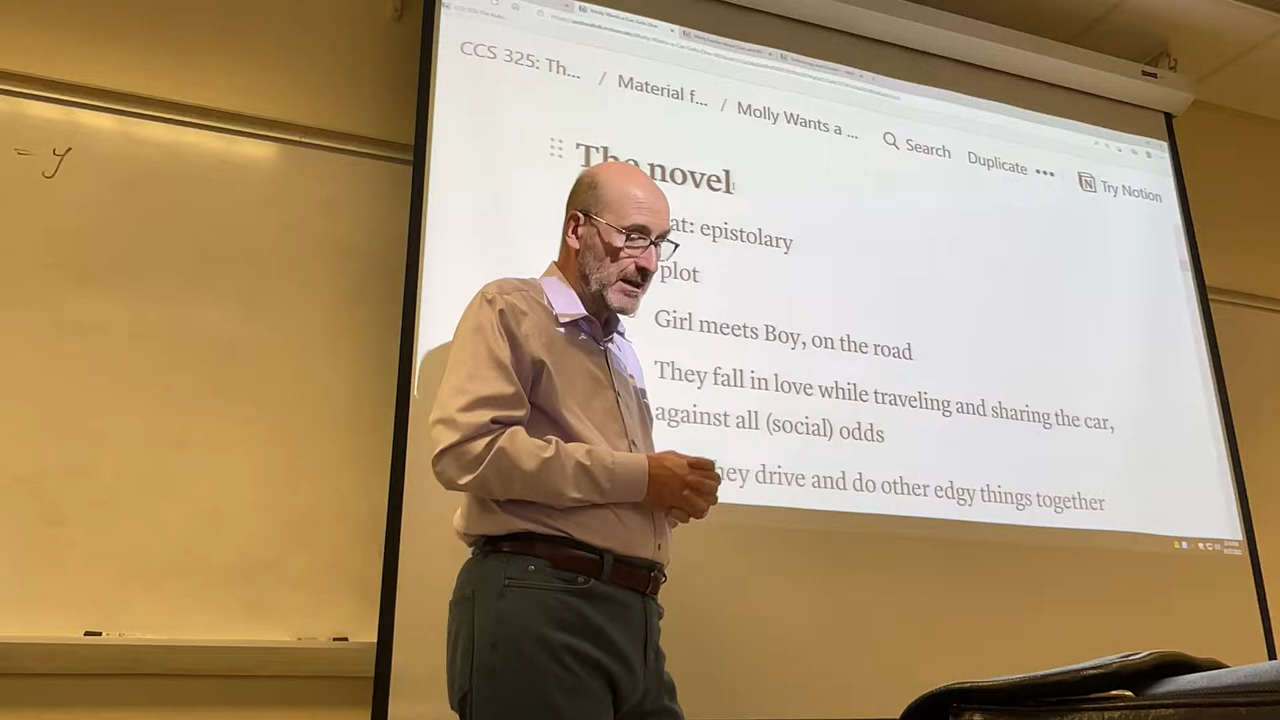 = y
CCS 325: Th... / Material f... / Molly Wants a ... Search Duplicate ••• Try Notion
The novel
at: epistolary
plot
Girl meets Boy, on the road
They fall in love while traveling and sharing the car,
against all (social) odds
hey drive and do other edgy things together